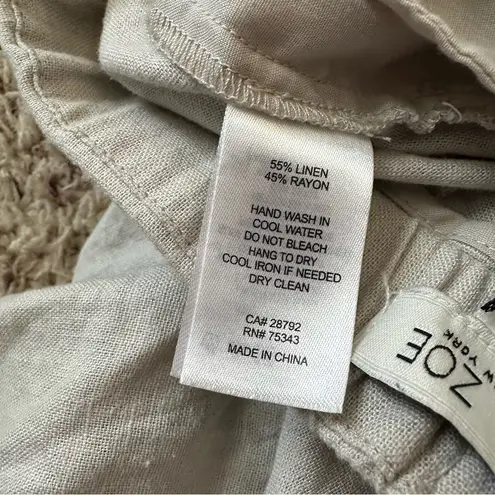 55% LINEN
45% RAYON
HAND WASH IN
COOL WATER
DO NOT BLEACH
HANG TO DRY
COOL IRON IF NEEDED
DRY CLEAN
CA# 28792
RN# 75343
MADE IN CHINA
ZOE
W YORK